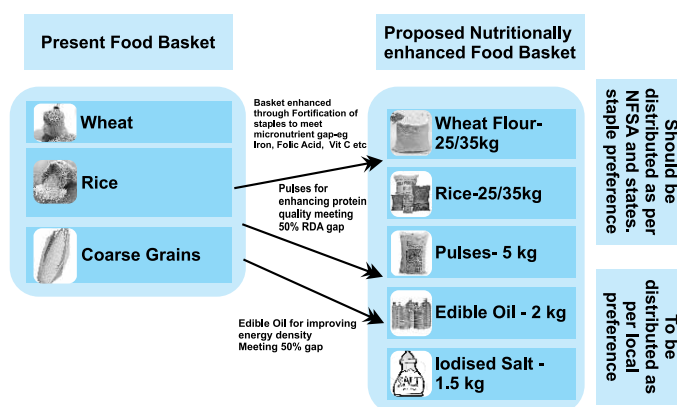 Present Food Basket
Proposed Nutritionally
enhanced Food Basket
Wheat
Rice
Coarse Grains
Basket enhanced
through Fortification of
staples to meet
micronutrient gap-eg
Iron, Folic Acid,  Vit C etc
Pulses for
enhancing protein
quality meeting
50% RDA gap
Edible Oil for improving
energy density
Meeting 50% gap
Wheat Flour-
25/35kg
Rice-25/35kg
Pulses- 5 kg
Edible Oil - 2 kg
SALT
Iodised Salt -
1.5 kg
Should be
distributed as per
NFSA and states.
staple preference
To be
distributed as
per local
preference